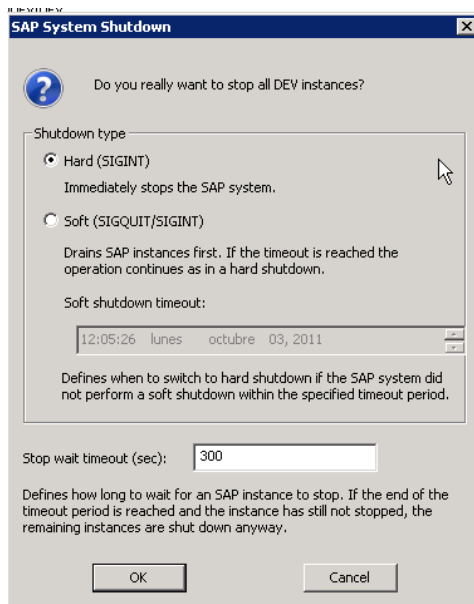 SAP System Shutdown
Do you really want to stop all DEV instances?
Shutdown type
Hard (SIGINT)
Immediately stops the SAP system.
Soft (SIGQUIT/SIGINT)
Drains SAP instances first. If the timeout is reached the
operation continues as in a hard shutdown.
Soft shutdown timeout:
12:05:26 lunes octubre 03, 2011
Defines when to switch to hard shutdown if the SAP system did
not perform a soft shutdown within the specified timeout period.
Stop wait timeout (sec): 300
Defines how long to wait for an SAP instance to stop. If the end of the
timeout period is reached and the instance has still not stopped, the
remaining instances are shut down anyway.
OK Cancel